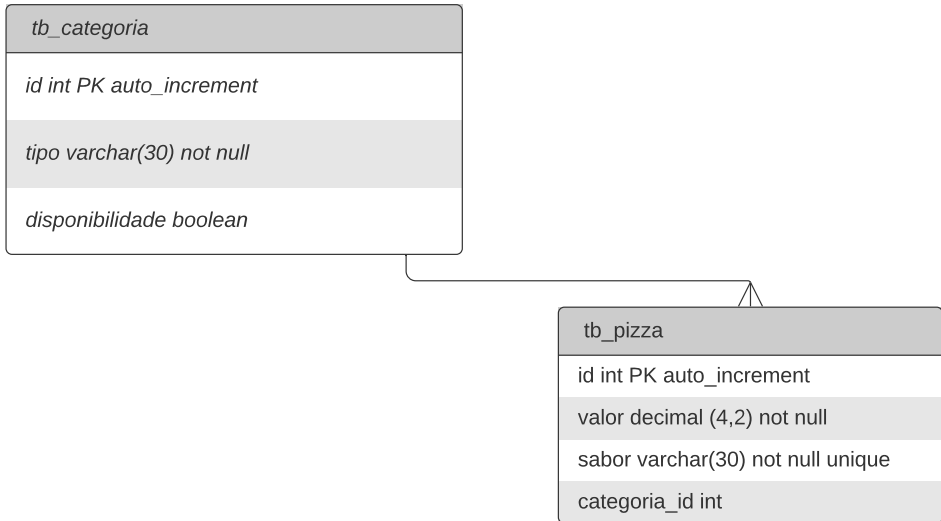 tb_categoria
id int PK auto_increment
tipo varchar(30) not null
disponibilidade boolean
tb_pizza
id int PK auto_increment
valor decimal (4,2) not null
sabor varchar(30) not null unique
categoria_id int